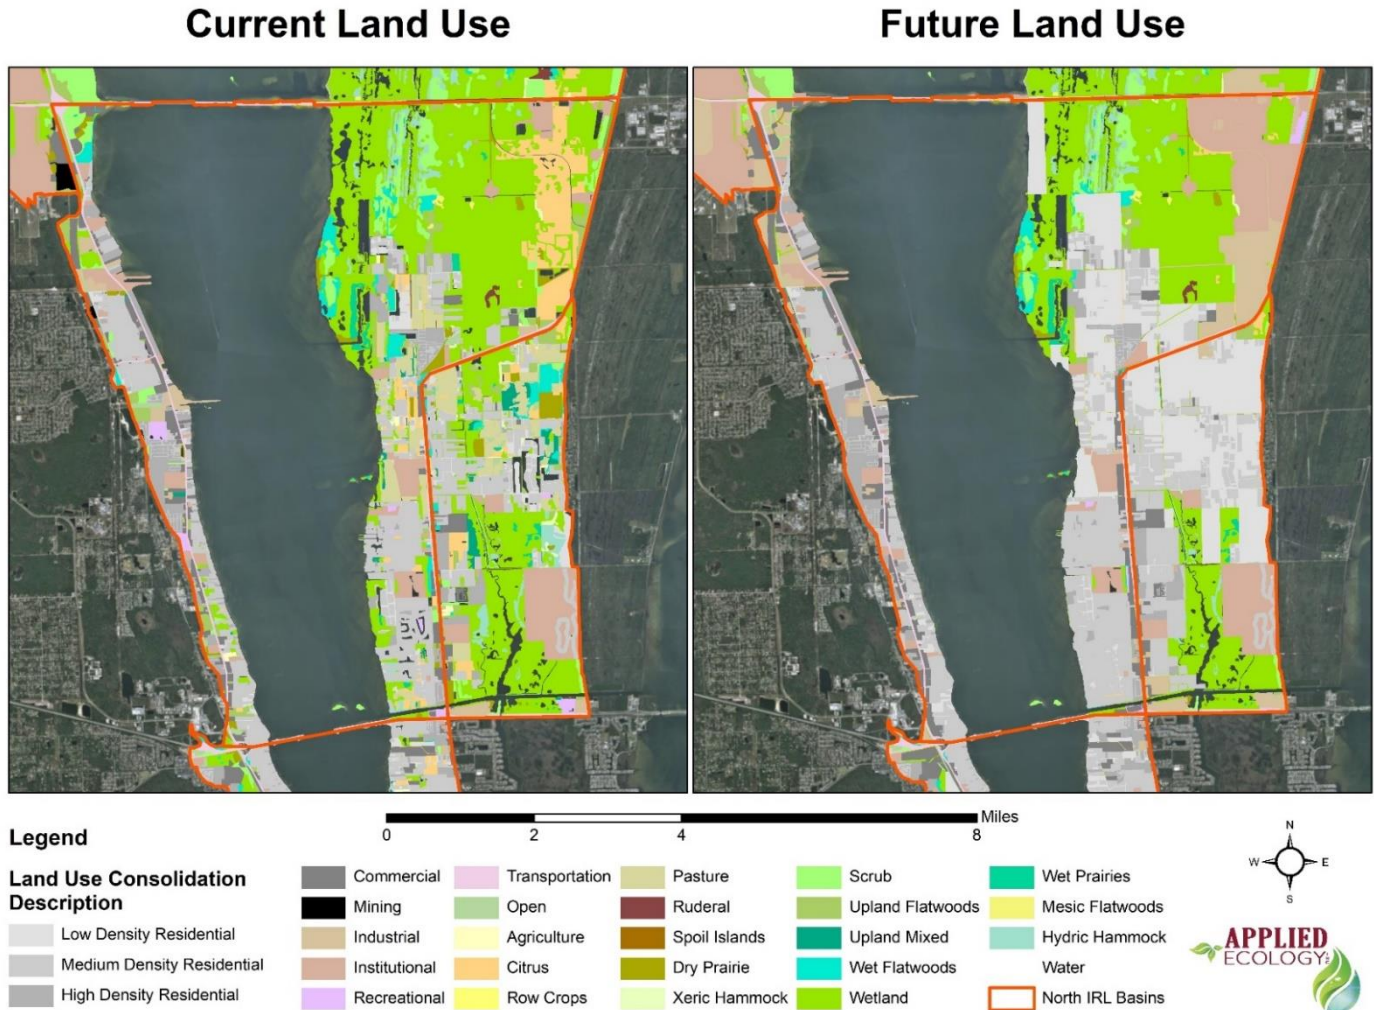 Current Land Use
Future Land Use
Miles
0 2 4 8
Legend
Land Use Consolidation
Description
Low Density Residential
Medium Density Residential
High Density Residential
Commercial
Mining
Industrial
Institutional
Recreational
Transportation
Open
Agriculture
Citrus
Row Crops
Pasture
Ruderal
Spoil Islands
Dry Prairie
Xeric Hammock
Scrub
Upland Flatwoods
Upland Mixed
Wet Flatwoods
Wetland
Wet Prairies
Mesic Flatwoods
Hydric Hammock
Water
North IRL Basins
N
W E
S
APPLIED
ECOLOGY